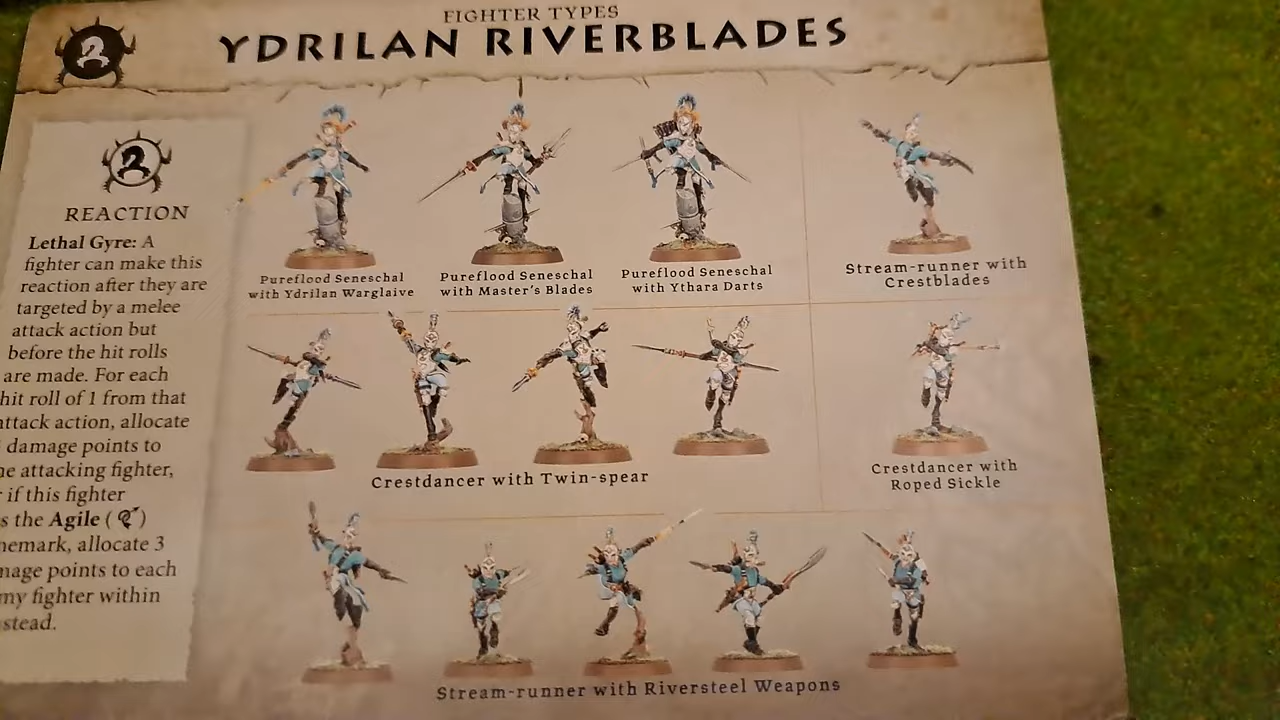 FIGHTER TYPES
YDRILAN RIVERBLADES
REACTION
Lethal Gyre: A
fighter can make this
reaction after they are
targeted by a melee
attack action but
before the hit rolls
are made. For each
hit roll of 1 from that
attack action, allocate
damage points to
attacking fighter,
if this fighter
the Agile ( )
allocate 3
points to each
fighter within
instead.
Pureflood Seneschal
with Ydrilan Warglaive
Pureflood Seneschal
with Master's Blades
Pureflood Seneschal
with Ythara Darts
Stream-runner with
Crestblades
Crestdancer with Twin-spear
Crestdancer with
Roped Sickle
Stream-runner with Riversteel Weapons